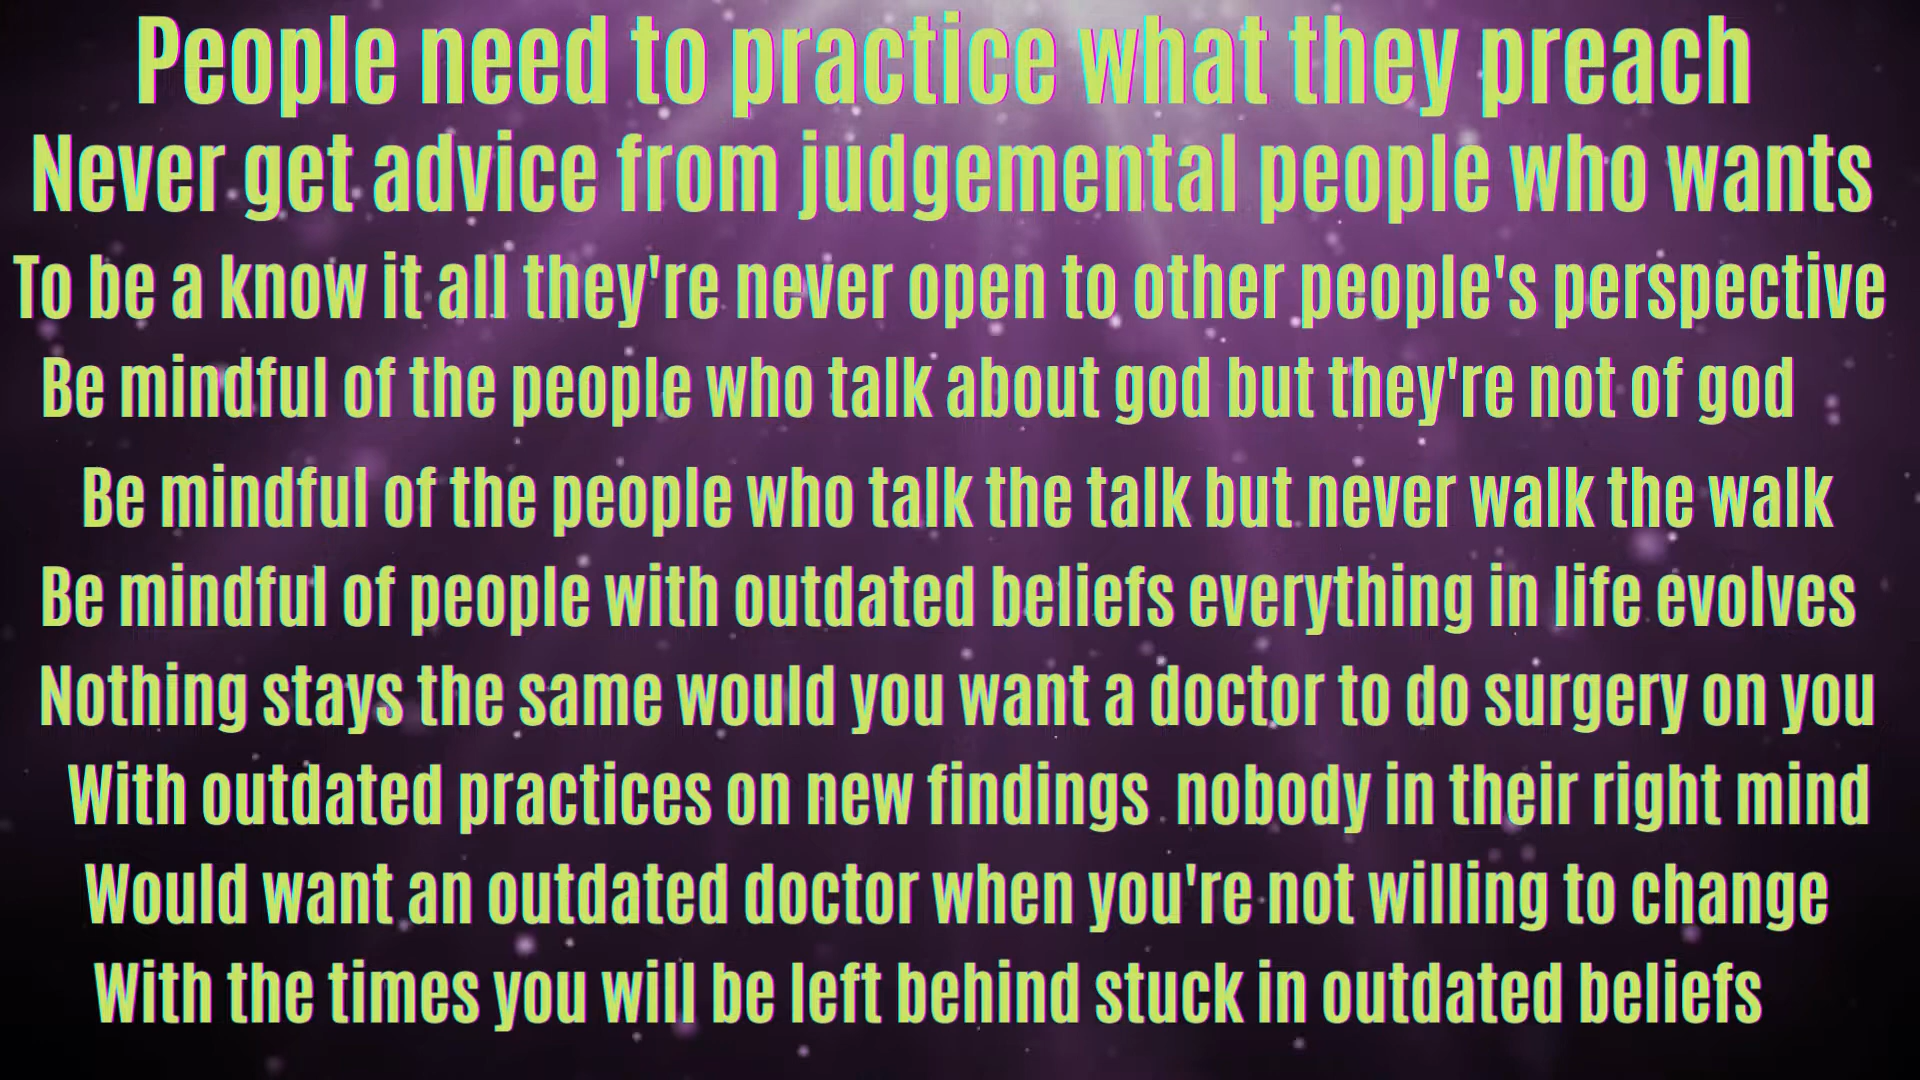 People need to practice what they preach
Never get advice from judgemental people who wants
To be a know it all they're never open to other people's perspective
Be mindful of the people who talk about god but they're not of god
Be mindful of the people who talk the talk but never walk the walk
Be mindful of people with outdated beliefs everything in life evolves
Nothing stays the same would you want a doctor to do surgery on you
With outdated practices on new findings nobody in their right mind
Would want an outdated doctor when you're not willing to change
With the times you will be left behind stuck in outdated beliefs